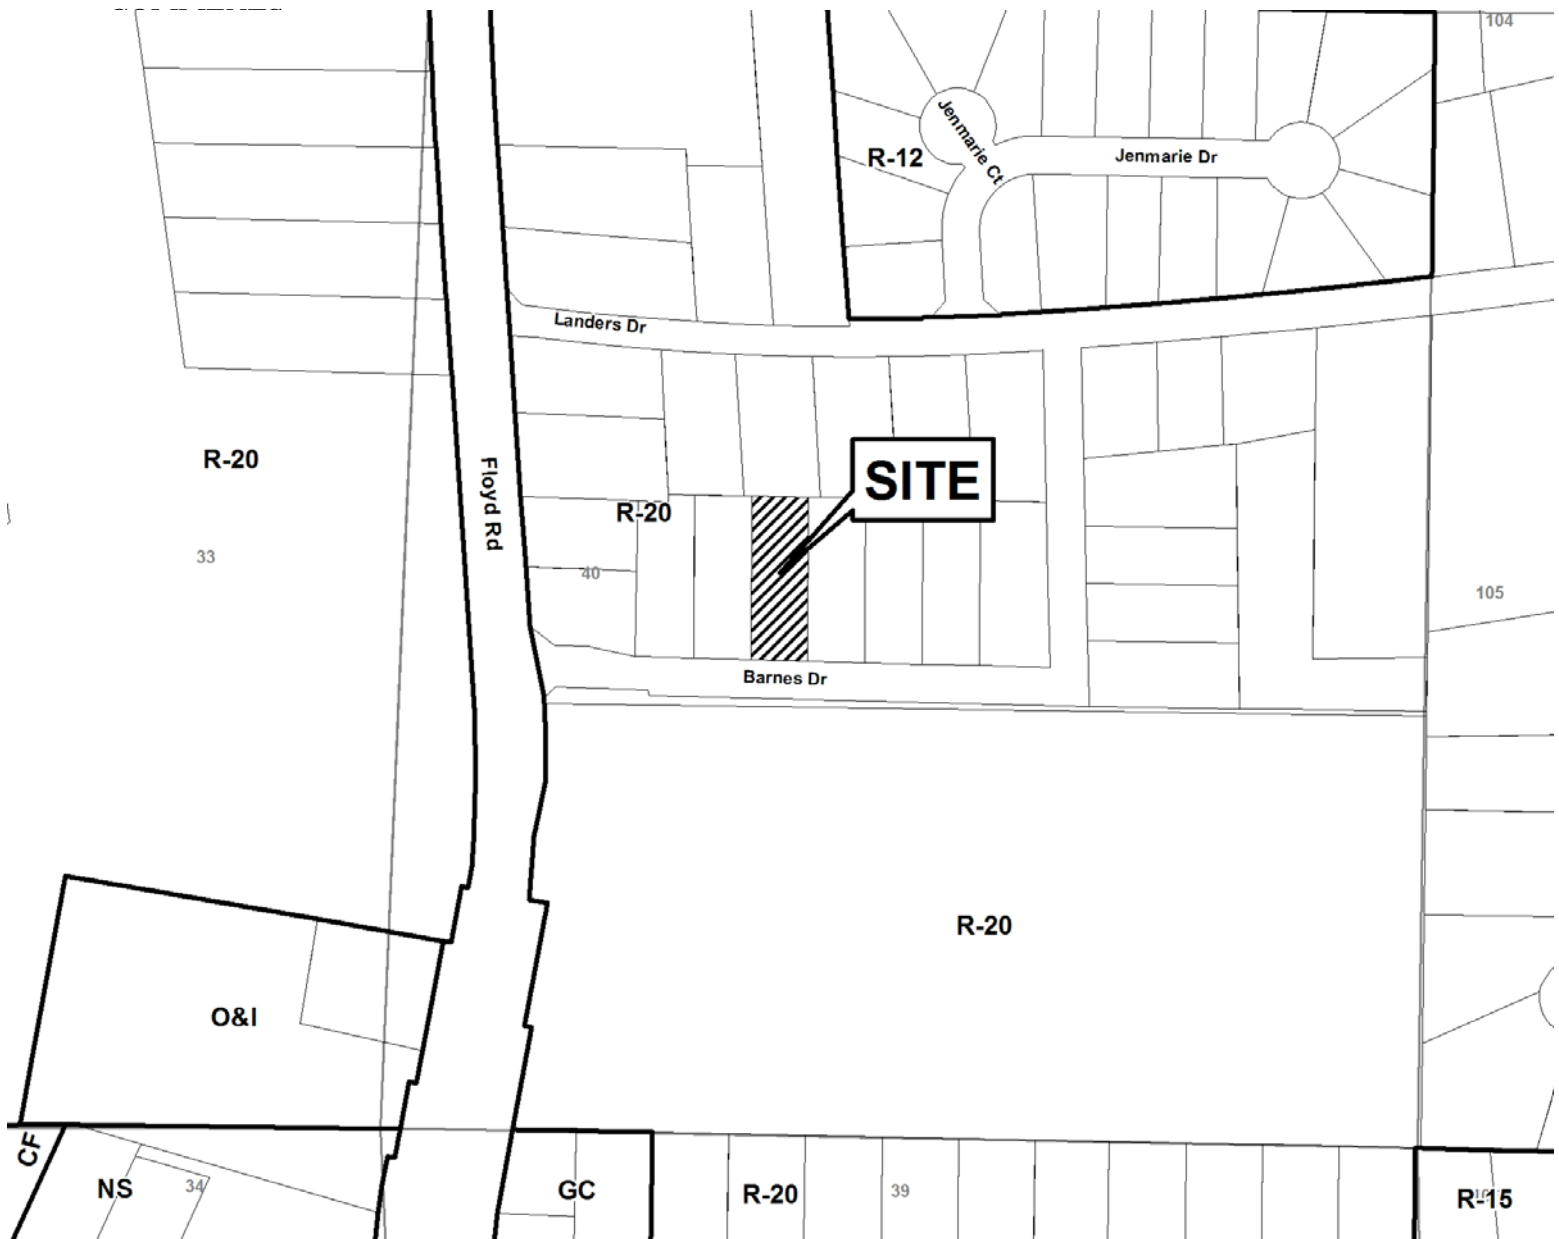 104
Jenmarie Ct
R-12
Jenmarie Dr
Landers Dr
R-20
Floyd Rd
SITE
R-20
33
40
105
Barnes Dr
R-20
O&I
CF
NS
34
GC
R-20
39
R-15